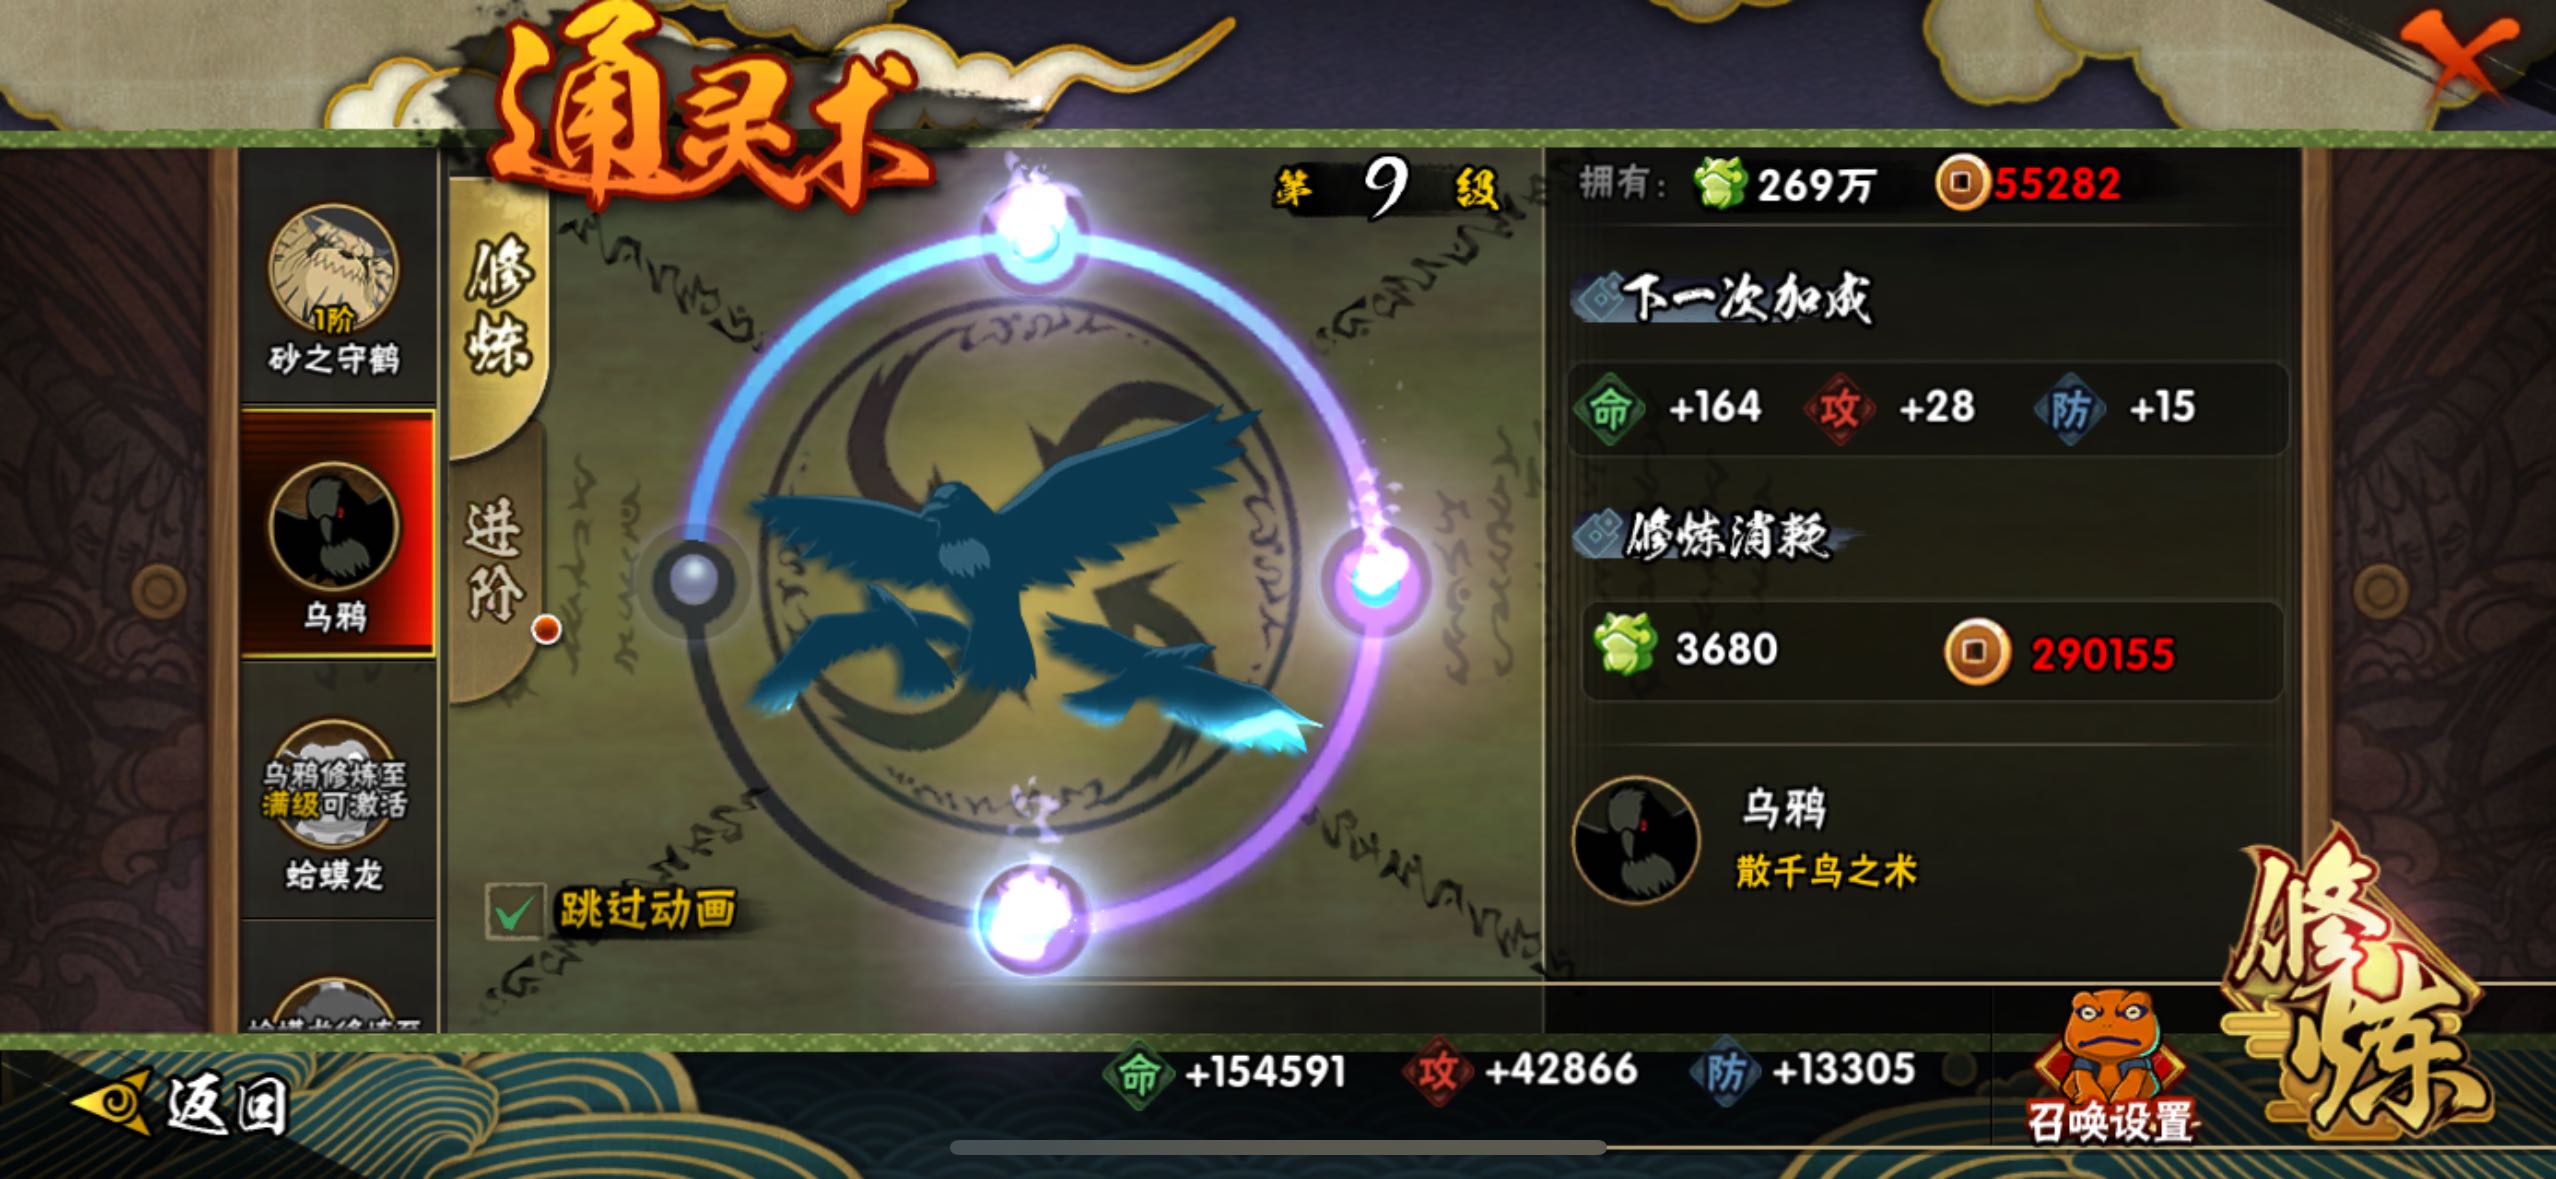 通灵术
第 9 级
拥有: 269万 55282
1阶
砂之守鹤
修炼
下一次加成
命 +164 攻 +28 防 +15
乌鸦
进阶
修炼消耗
3680 290155
乌鸦修炼至
满级可激活
蛤蟆龙
乌鸦
散千鸟之术
跳过动画
修炼
命 +154591 攻 +42866 防 +13305
召唤设置
返回